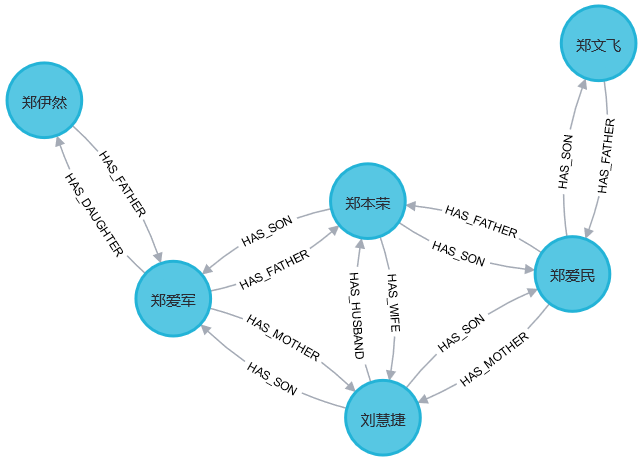 郑文飞
郑伊然
HAS_FATHER
HAS_DAUGHTER
HAS_SON
HAS_FATHER
郑本荣
HAS_SON
HAS_FATHER
HAS_FATHER
HAS_SON
郑爱民
郑爱军
HAS_MOTHER
HAS_SON
HAS_HUSBAND
HAS_WIFE
HAS_SON
HAS_MOTHER
刘慧捷